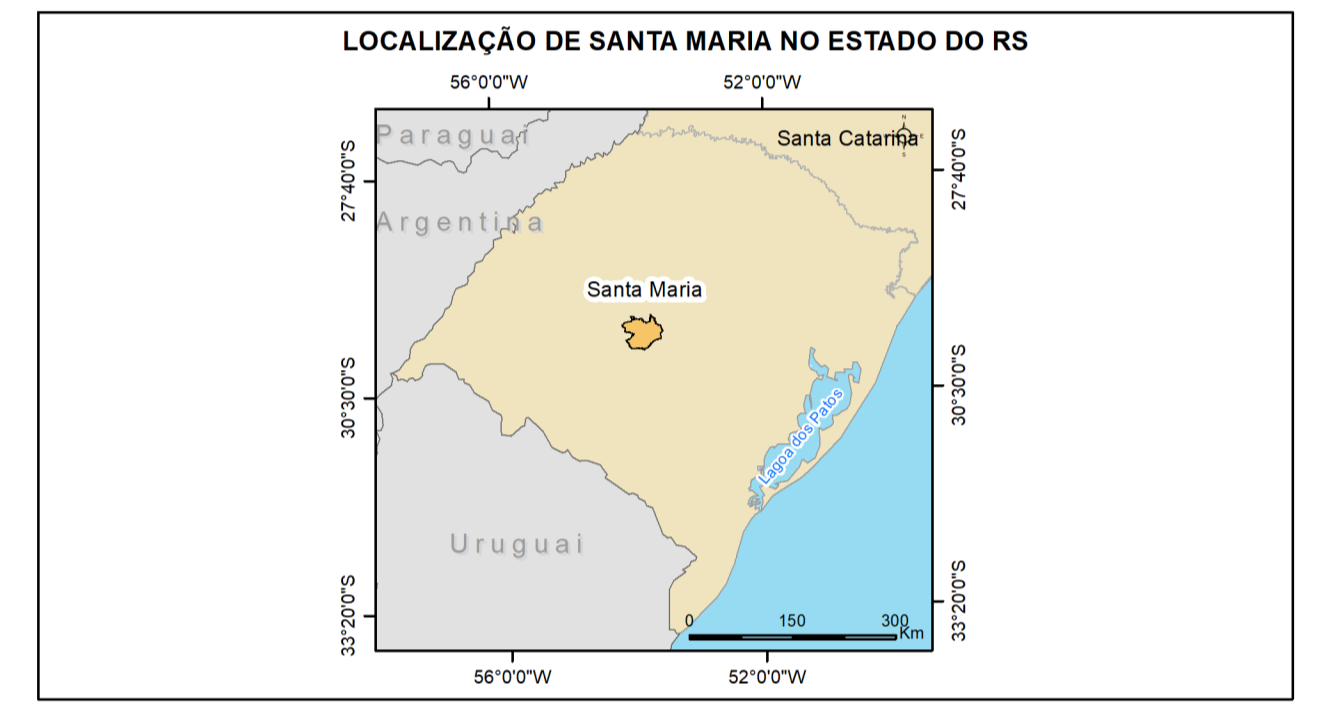 LOCALIZAÇÃO DE SANTA MARIA NO ESTADO DO RS
56°0'0"W
52°0'0"W
Paraguai
Santa Catarina
N
E
S
27°40'0"S
27°40'0"S
Argentina
Santa Maria
30°30'0"S
30°30'0"S
Lagoa dos Patos
Uruguai
33°20'0"S
33°20'0"S
0 150 300
Km
56°0'0"W
52°0'0"W